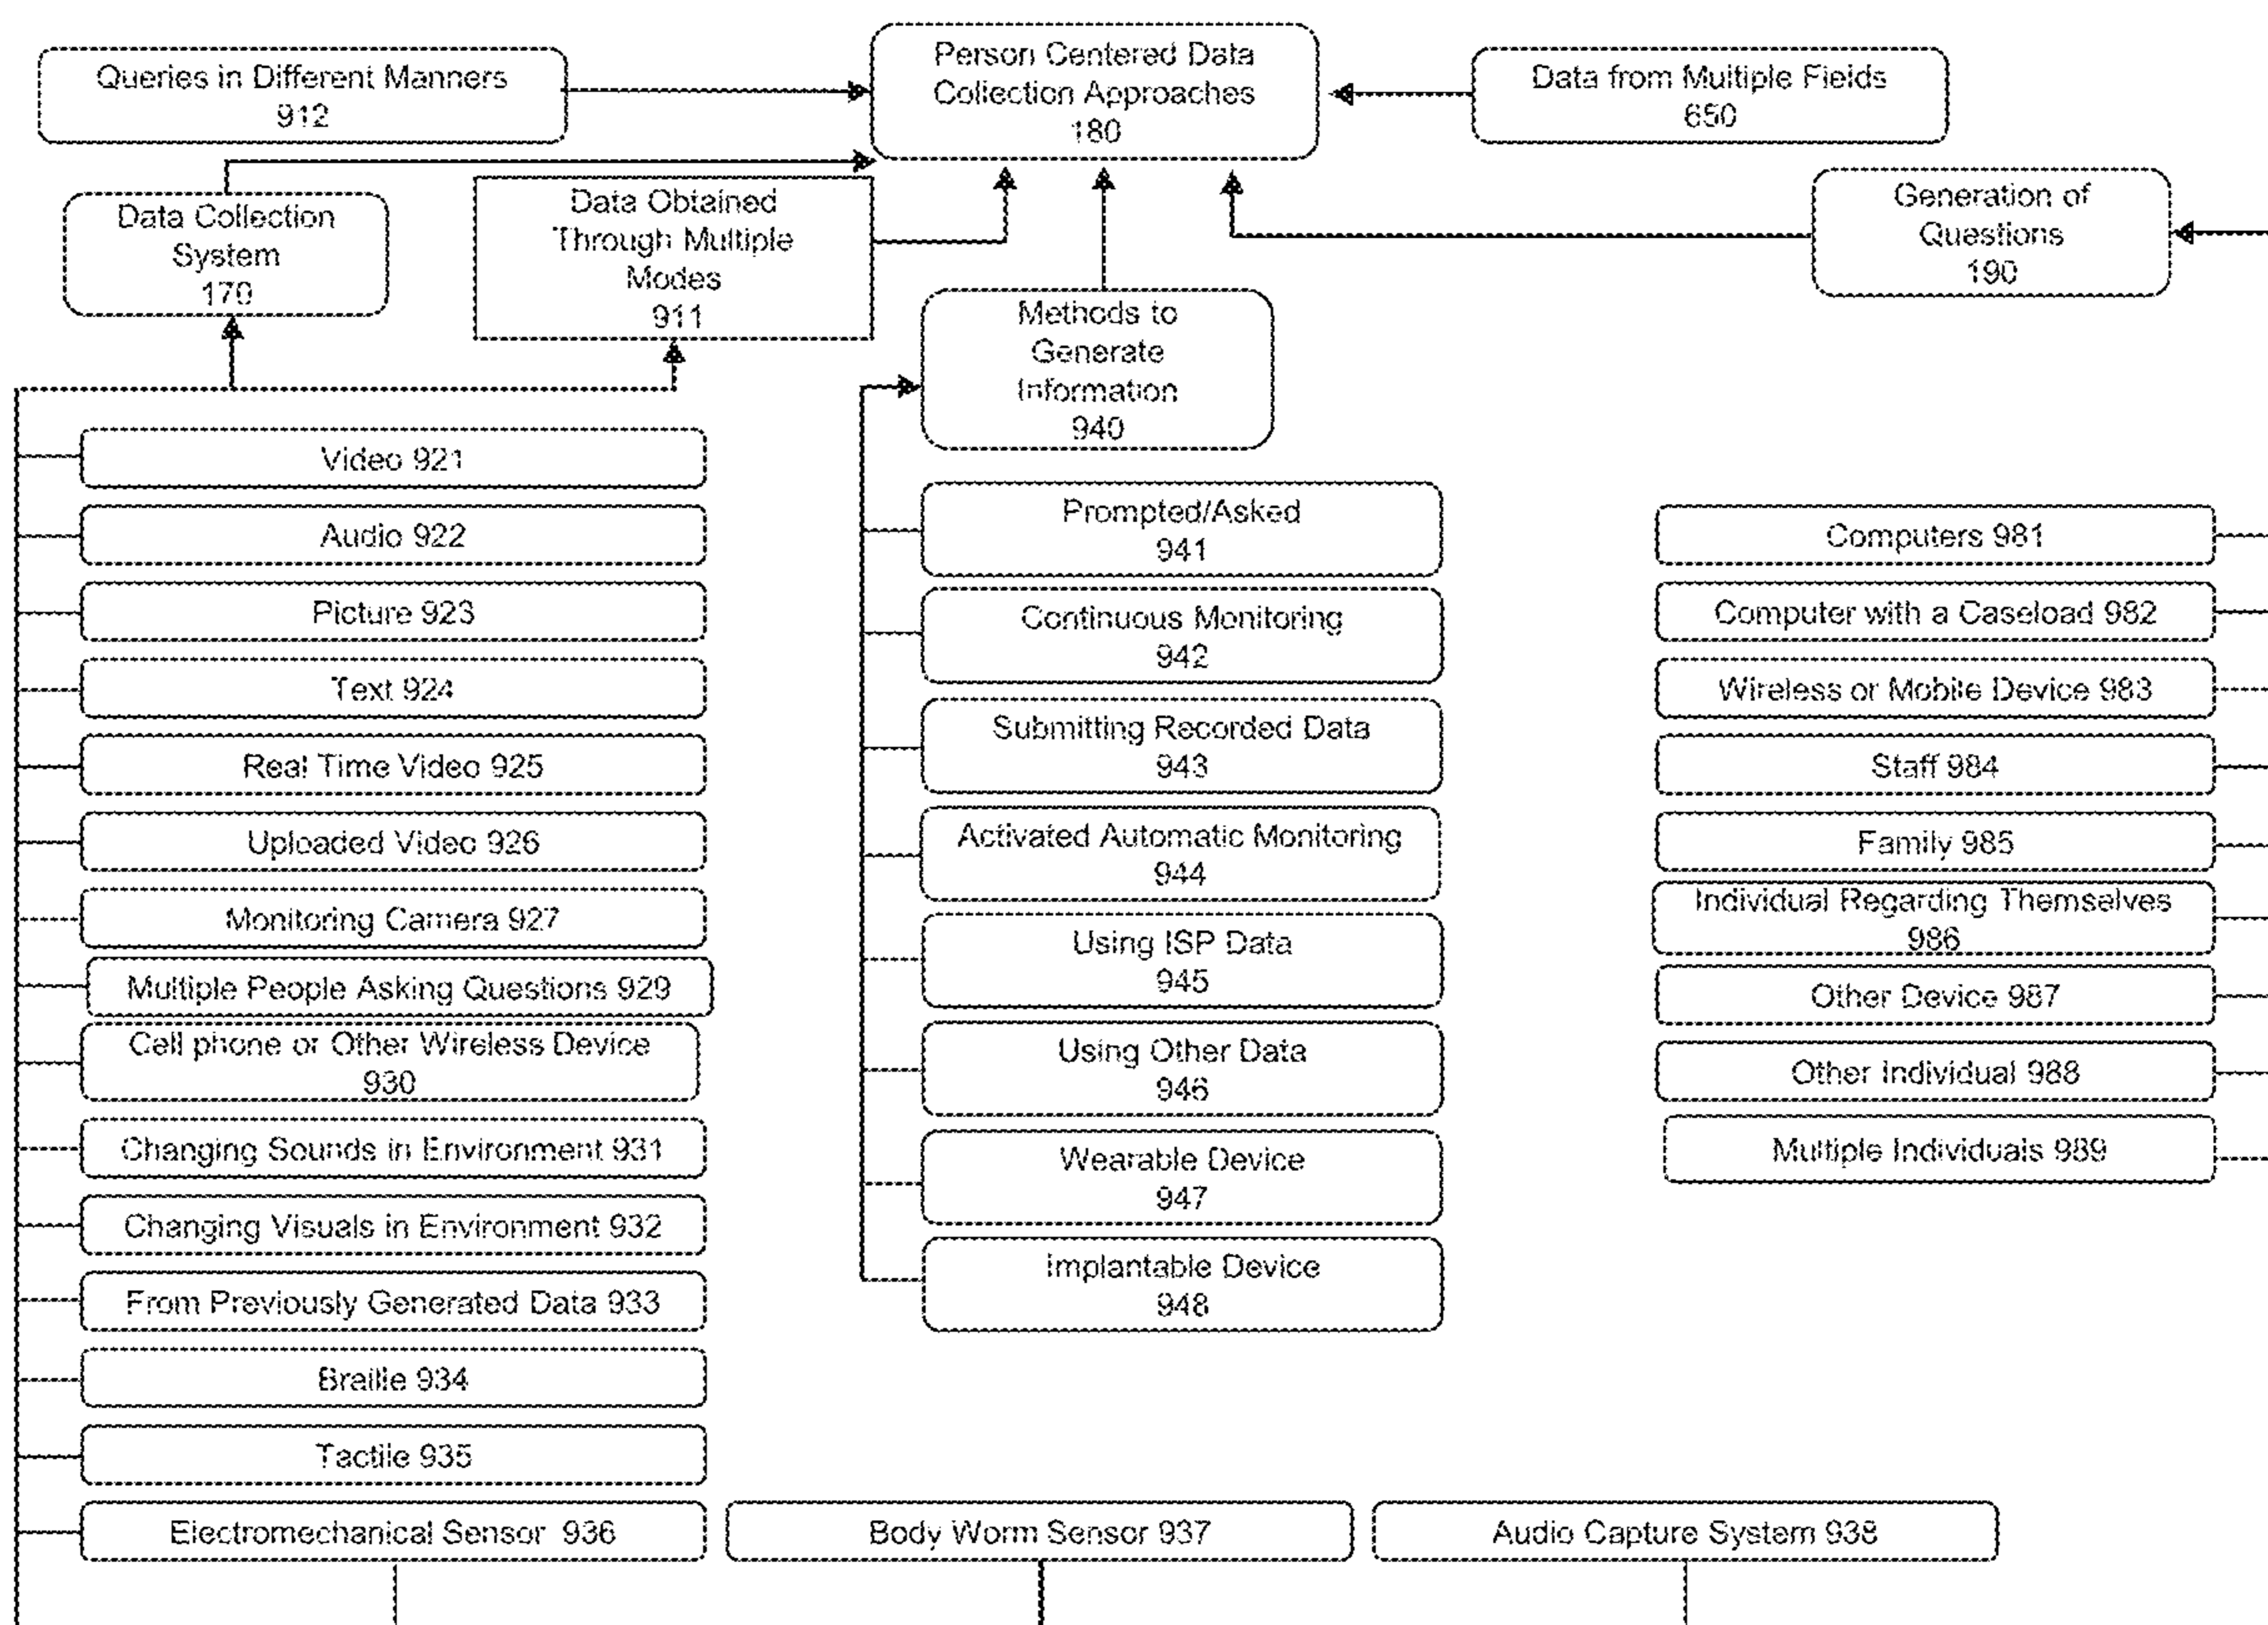 Queries in Different Manners
912
Person Centered Data
Collection Approaches
180
Data from Multiple Fields
650
Data Collection
System
170
Data Obtained
Through Multiple
Modes
911
Generation of
Questions
190
Methods to
Generate
Information
940
Video 921
Audio 922
Picture 923
Text 924
Real Time Video 925
Uploaded Video 926
Monitoring Camera 927
Multiple People Asking Questions 929
Cell phone or Other Wireless Device
930
Changing Sounds in Environment 931
Changing Visuals in Environment 932
From Previously Generated Data 933
Braille 934
Tactile 935
Electromechanical Sensor 936
Prompted/Asked
941
Continuous Monitoring
942
Submitting Recorded Data
943
Activated Automatic Monitoring
944
Using ISP Data
945
Using Other Data
946
Wearable Device
947
Implantable Device
948
Computers 981
Computer with a Caseload 982
Wireless or Mobile Device 983
Staff 984
Family 985
Individual Regarding Themselves
986
Other Device 987
Other Individual 988
Multiple Individuals 989
Body Worm Sensor 937
Audio Capture System 938